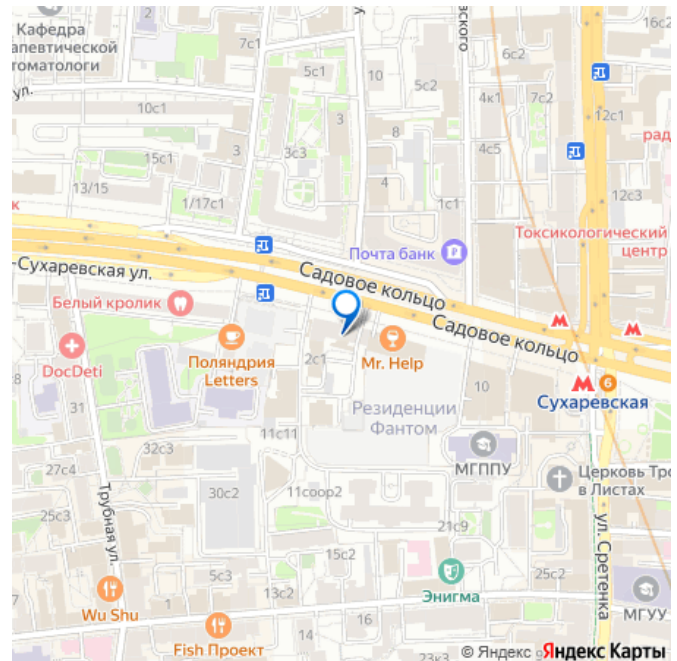 Кафедра
апевтической
томатологи
7с1
ул.
10с1
5с1
10
5с2
вского
6с2
16с2
4к1
7с2
12с1
рад
3
3с3
3
8
4с5
15с1
13/15
1/17с1
4
1с1
12с3
Токсикологический
центр
к
Почта банк
-Сухаревская ул.
Садовое кольцо
Садовое кольцо
Белый кролик
DocDeti
Поляндрия
Letters
2с1
Mr. Help
10
6
Сухаревская
31
Резиденции
Фантом
11с11
МГППУ
32с3
27с4
30с2
11соор2
Церковь Тро
в Листах
25с3
Трубная ул.
21с9
15с2
ул. Сретенка
5с3
13с2
Энигма
25с2
Wu Shu
14
16
МГУУ
Fish Проект
23к3
© Яндекс
Яндекс Карты